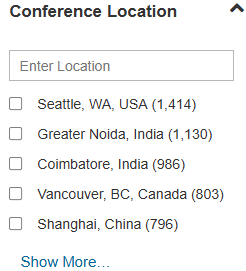 Conference Location
Enter Location
Seattle, WA, USA (1,414)
Greater Noida, India (1,130)
Coimbatore, India (986)
Vancouver, BC, Canada (803)
Shanghai, China (796)
Show More...